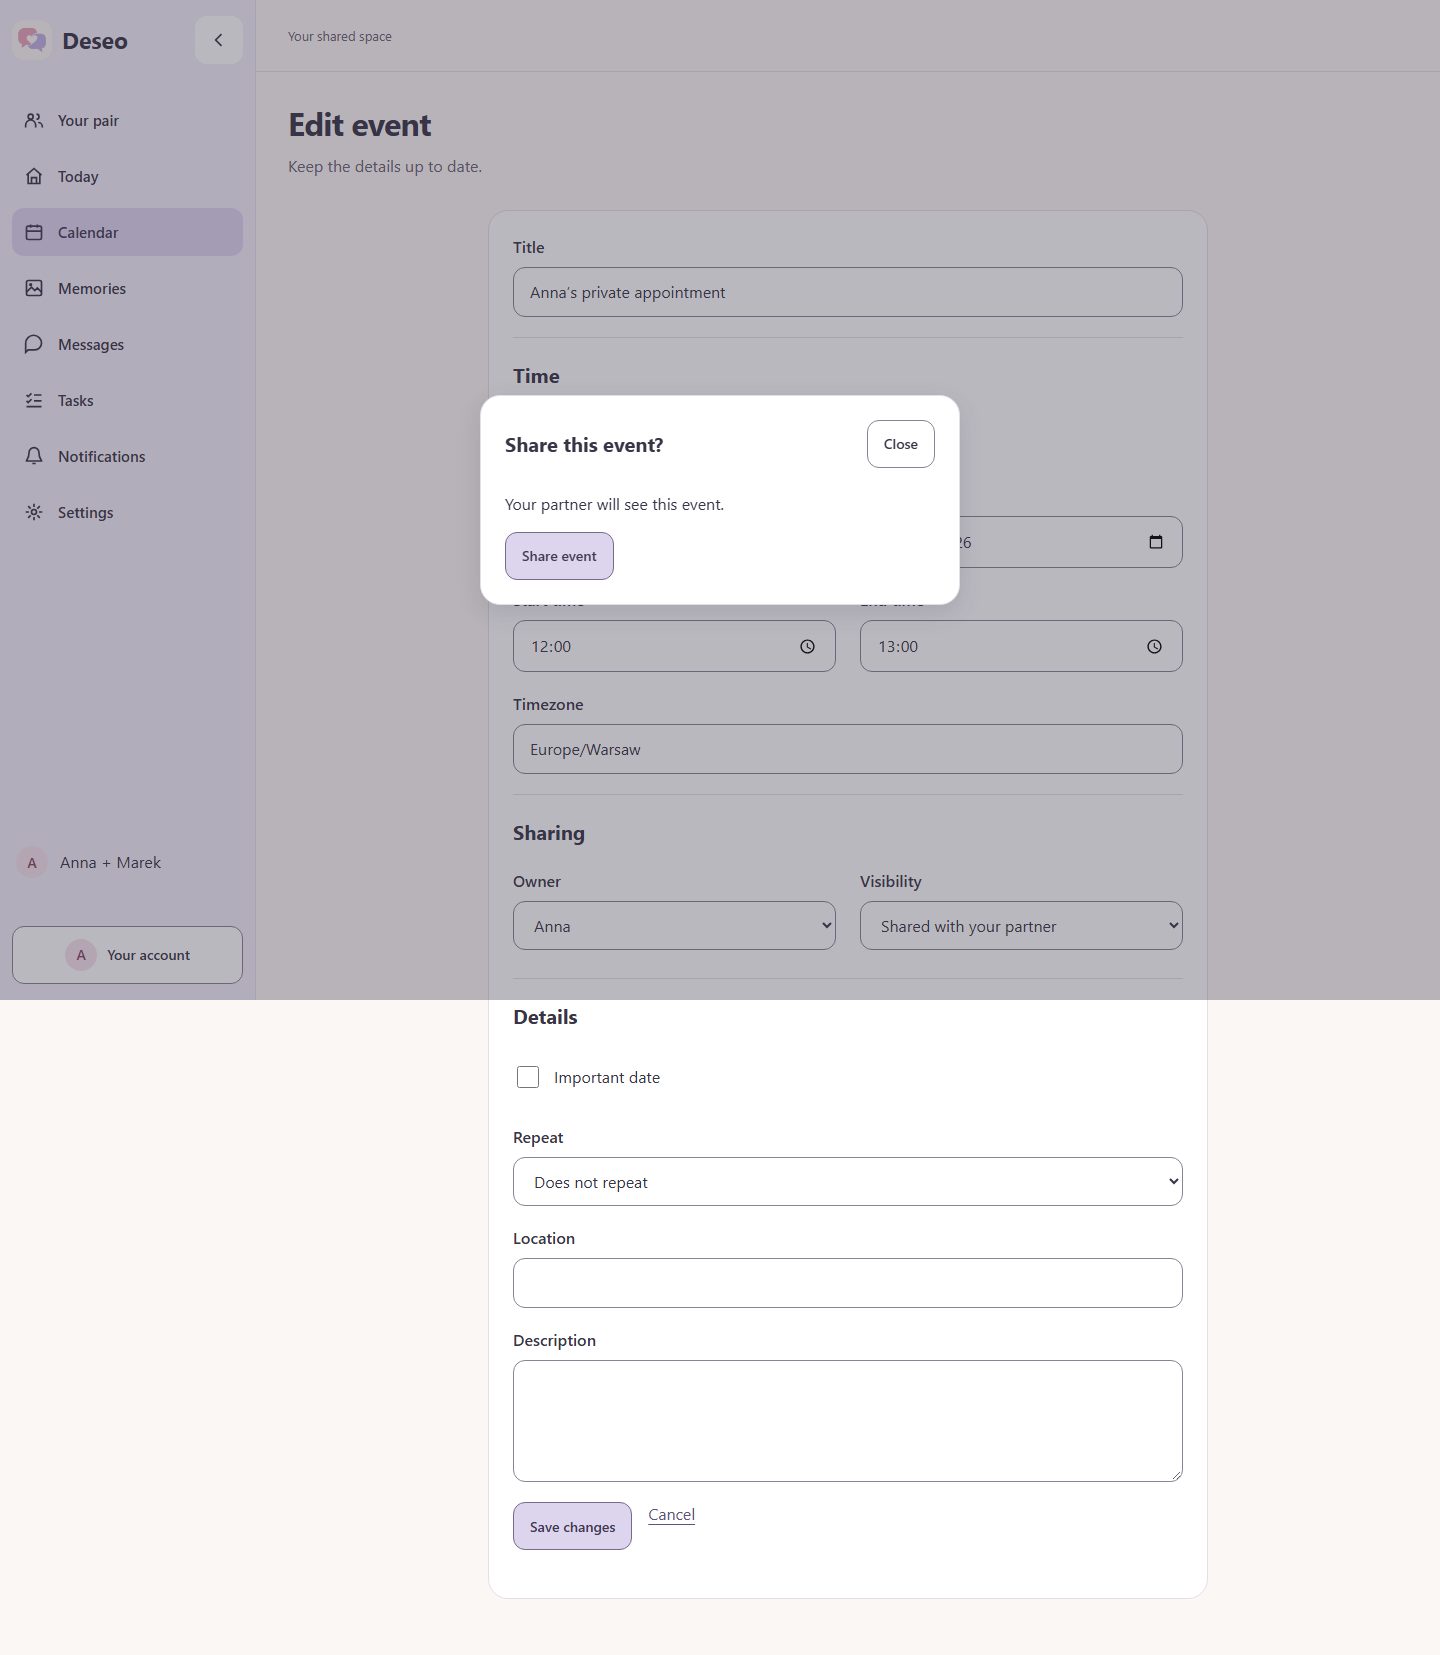 Deseo
Your shared space
Your pair
Today
Calendar
Memories
Messages
Tasks
Notifications
Settings
Anna + Marek
A
A
Your account
Edit event
Keep the details up to date.
Title
Anna's private appointment
Time
Share this event?
Close
Your partner will see this event.
Share event
26
12:00
13:00
Timezone
Europe/Warsaw
Sharing
Owner
Visibility
Anna
Shared with your partner
Details
Important date
Repeat
Does not repeat
Location
Description
Save changes
Cancel